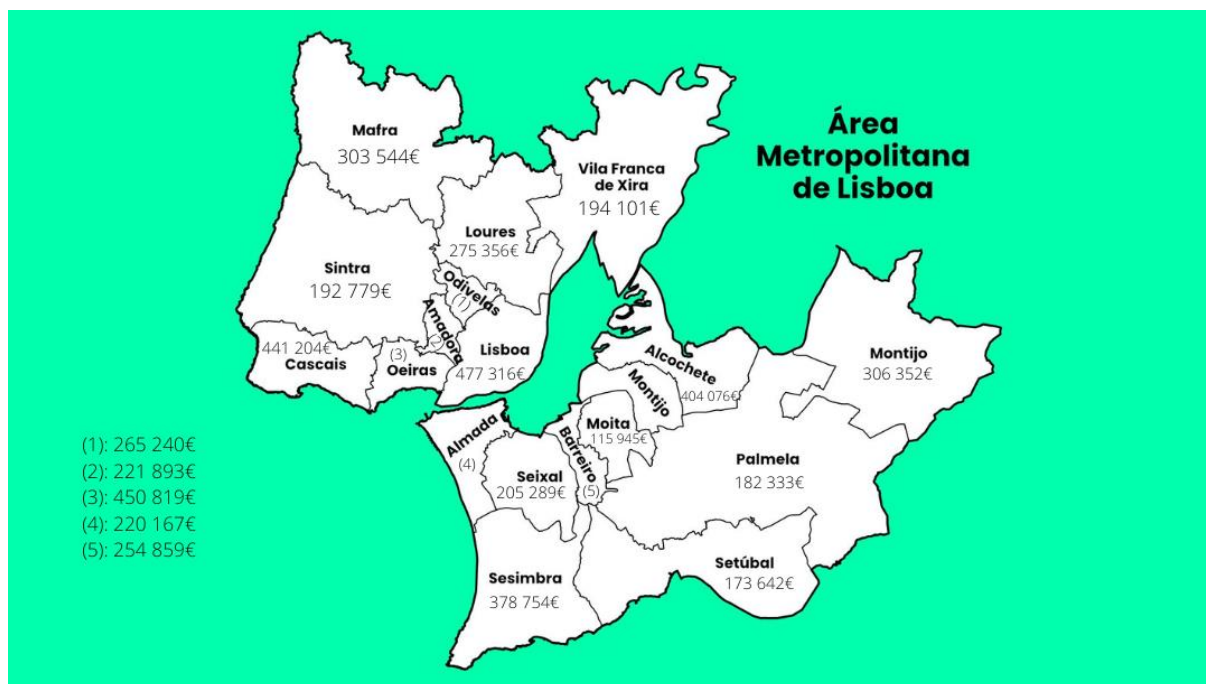 Área
Metropolitana
de Lisboa
Mafra
303 544€
Vila Franca
de Xira
194 101€
Loures
275 356€
Sintra
192 779€
Odivelas
(1)
Amadora
(2)
441 204€
Cascais
(3)
Oeiras
Lisboa
477 316€
Alcochete
404 076€
Montijo
306 352€
Montijo
Moita
115 945€
Almada
(4)
Barreiro
(5)
Seixal
205 289€
Palmela
182 333€
Sesimbra
378 754€
Setúbal
173 642€
(1): 265 240€
(2): 221 893€
(3): 450 819€
(4): 220 167€
(5): 254 859€